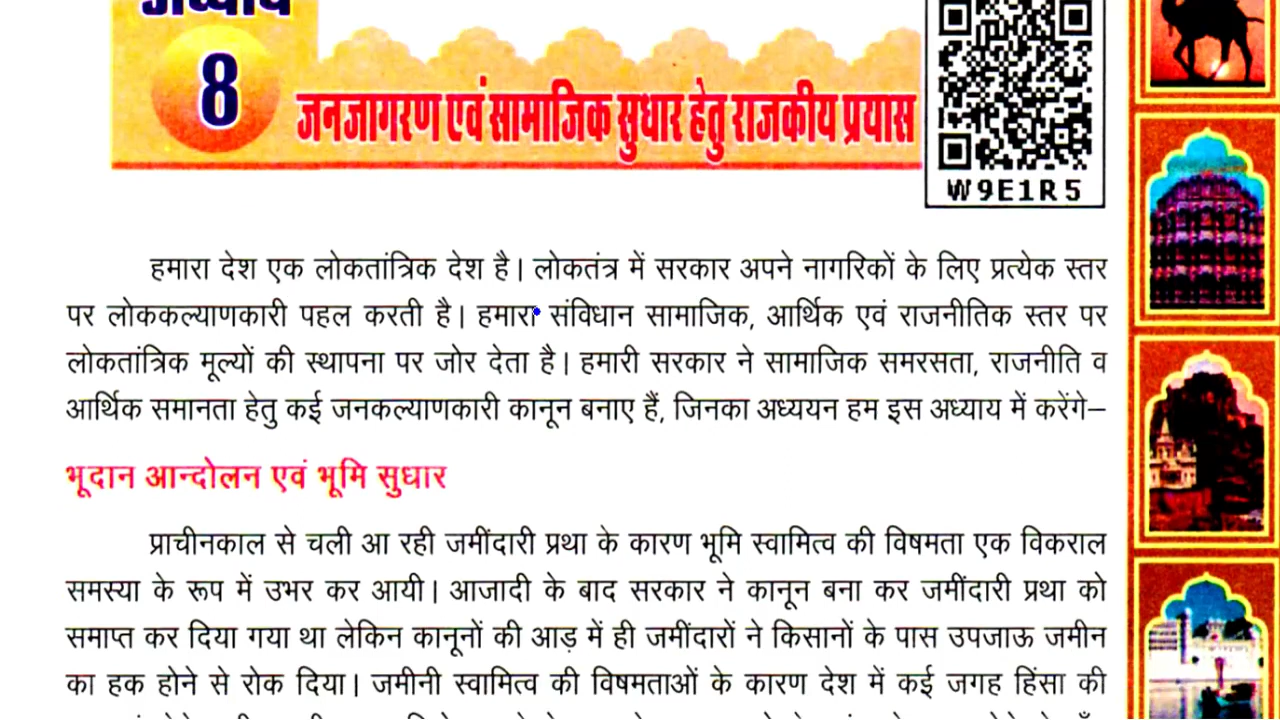 अध्याय
8
जनजागरण एवं सामाजिक सुधार हेतु राजकीय प्रयास
W9E1R5
हमारा देश एक लोकतांत्रिक देश है। लोकतंत्र में सरकार अपने नागरिकों के लिए प्रत्येक स्तर
पर लोककल्याणकारी पहल करती है। हमारा संविधान सामाजिक, आर्थिक एवं राजनीतिक स्तर पर
लोकतांत्रिक मूल्यों की स्थापना पर जोर देता है। हमारी सरकार ने सामाजिक समरसता, राजनीति व
आर्थिक समानता हेतु कई जनकल्याणकारी कानून बनाए हैं, जिनका अध्ययन हम इस अध्याय में करेंगे–
भूदान आन्दोलन एवं भूमि सुधार
प्राचीनकाल से चली आ रही जमींदारी प्रथा के कारण भूमि स्वामित्व की विषमता एक विकराल
समस्या के रूप में उभर कर आयी। आजादी के बाद सरकार ने कानून बना कर जमींदारी प्रथा को
समाप्त कर दिया गया था लेकिन कानूनों की आड़ में ही जमींदारों ने किसानों के पास उपजाऊ जमीन
का हक होने से रोक दिया। जमीनी स्वामित्व की विषमताओं के कारण देश में कई जगह हिंसा की